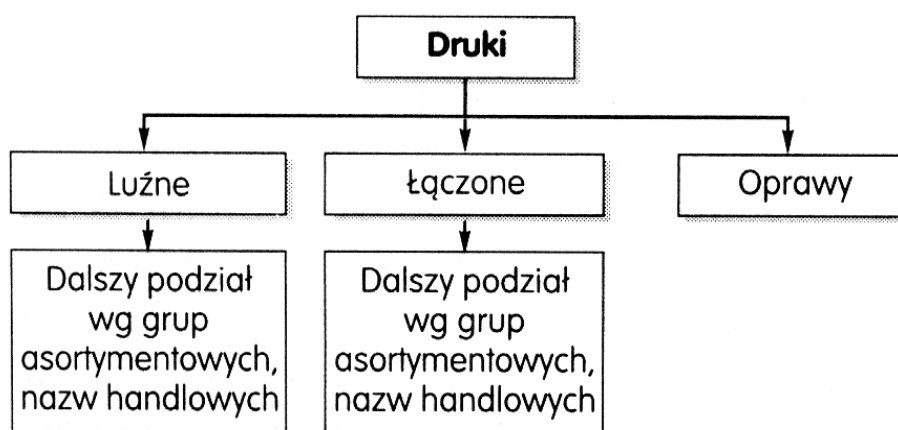 Druki
Luźne
Łączone
Oprawy
Dalszy podział
wg grup
asortymentowych,
nazw handlowych
Dalszy podział
wg grup
asortymentowych,
nazw handlowych